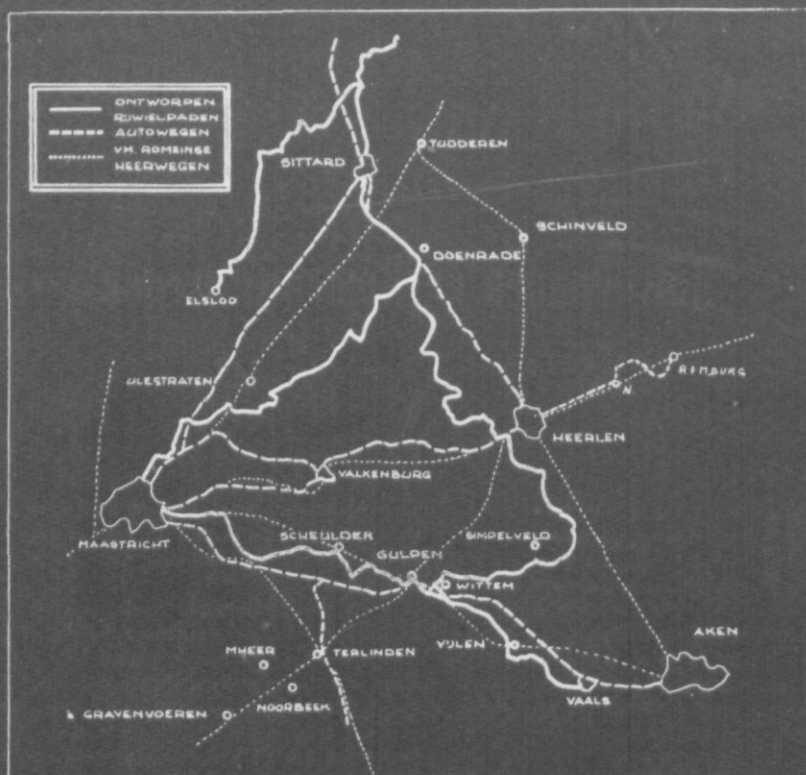 ONTWORPEN
RIJWIELPADEN
AUTOWEGEN
VM. ROMEINSE
HEERWEGEN
TUDDEREN
SITTARD
SCHINVELD
DOENRADE
ELSLOO
ULESTRATEN
RIMBURG
N.
HEERLEN
VALKENBURG
MAASTRICHT
SCHEULDER
SIMPELVELD
GULPEN
WITTEM
AKEN
VIJLEN
TERLINDEN
MHEER
NOORBEEK
VAALS
GRAVENVOEREN